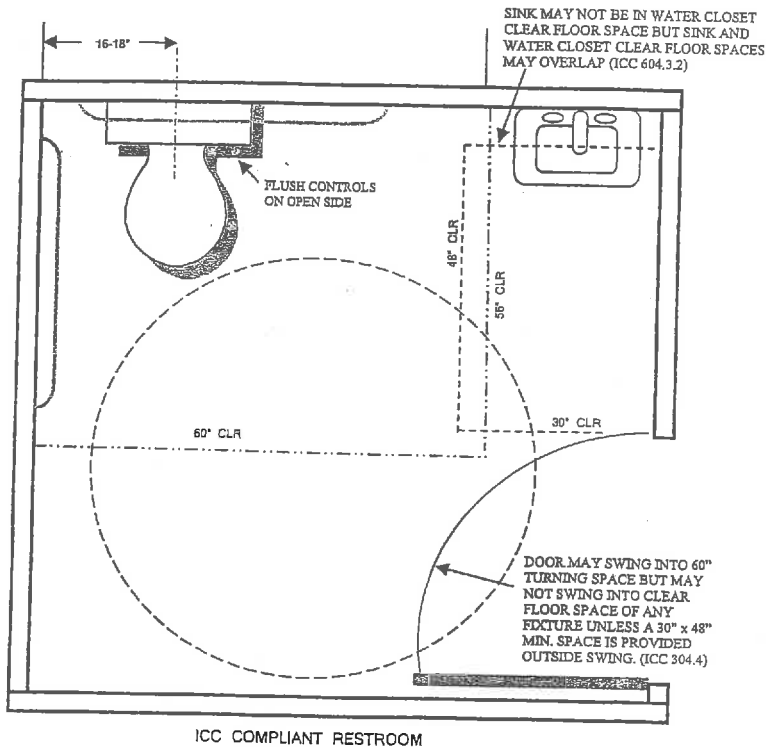 SINK MAY NOT BE IN WATER CLOSET
CLEAR FLOOR SPACE BUT SINK AND
WATER CLOSET CLEAR FLOOR SPACES
MAY OVERLAP (ICC 604.3.2)
16-18"
FLUSH CONTROLS
ON OPEN SIDE
48" CLR
56" CLR
30" CLR
60" CLR
DOOR MAY SWING INTO 60"
TURNING SPACE BUT MAY
NOT SWING INTO CLEAR
FLOOR SPACE OF ANY
FIXTURE UNLESS A 30" x 48"
MIN. SPACE IS PROVIDED
OUTSIDE SWING. (ICC 304.4)
ICC COMPLIANT RESTROOM